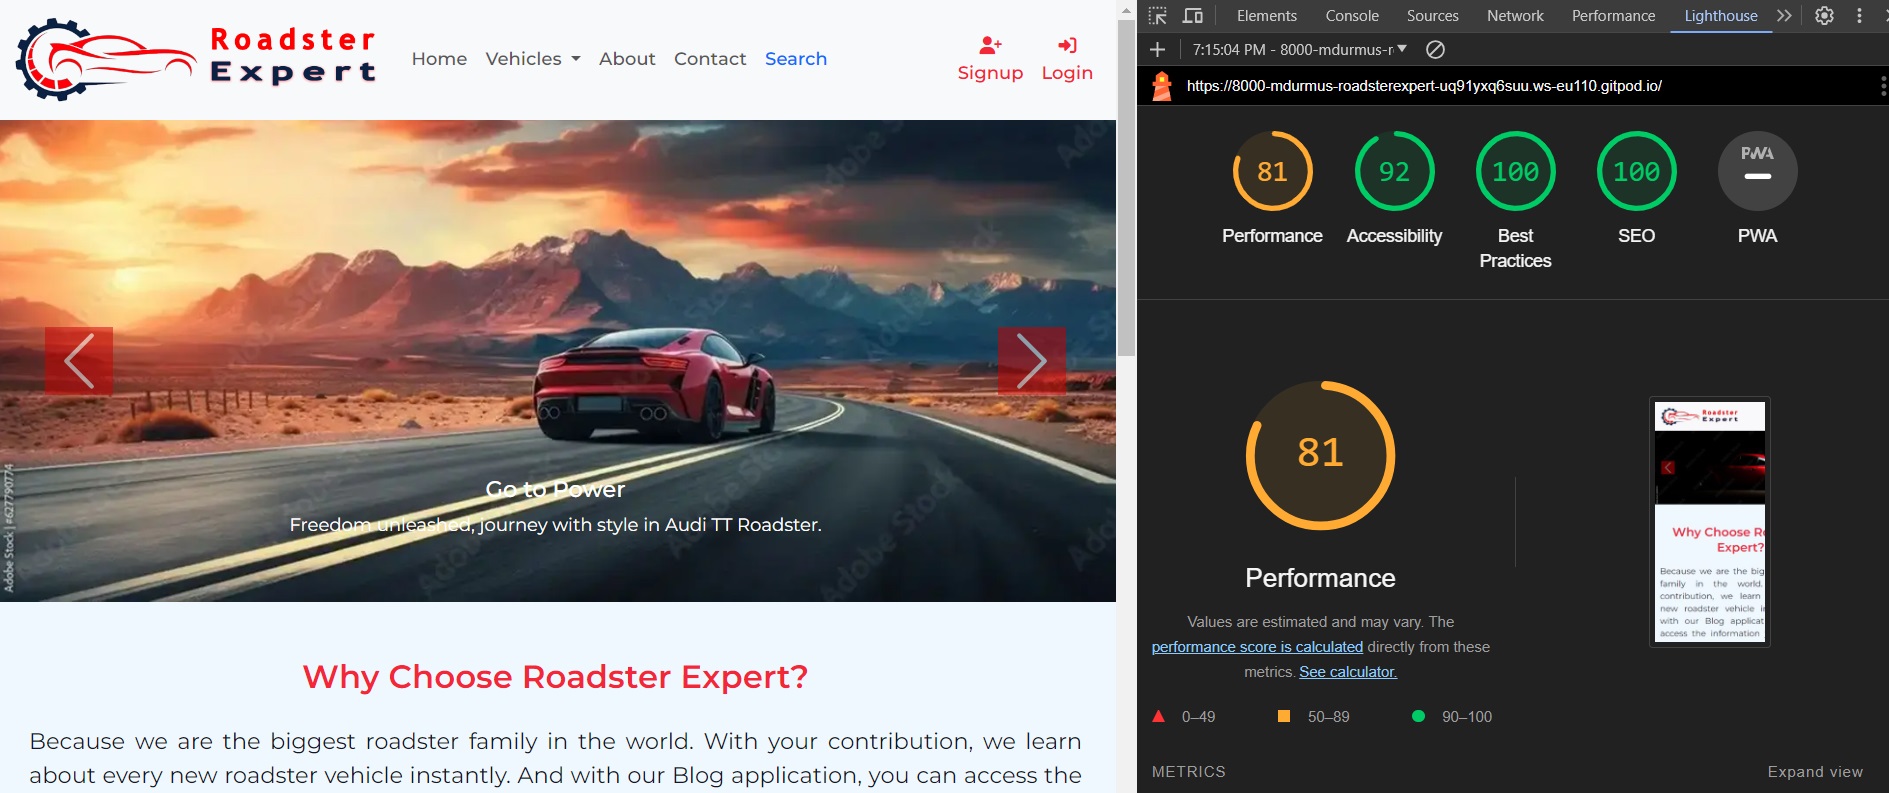 Roadster
Expert
Home Vehicles About Contact Search
Signup Login
Adobe Stock | #627790774
Go to Power
Freedom unleashed, journey with style in Audi TT Roadster.
Why Choose Roadster Expert?
Because we are the biggest roadster family in the world. With your contribution, we learn
about every new roadster vehicle instantly. And with our Blog application, you can access the
Elements Console Sources Network Performance Lighthouse
7:15:04 PM - 8000-mdurmus-r
https://8000-mdurmus-roadsterexpert-uq91yxq6suu.ws-eu110.gitpod.io/
81 92 100 100 PWA
Performance Accessibility Best Practices SEO PWA
81
Performance
Values are estimated and may vary. The
performance score is calculated directly from these
metrics. See calculator.
0–49 50–89 90–100
METRICS Expand view
Roadster
Expert
Why Choose R
Expert?
Because we are the big
family in the world.
contribution, we learn
new roadster vehicle i
with our Blog applicat
access the information